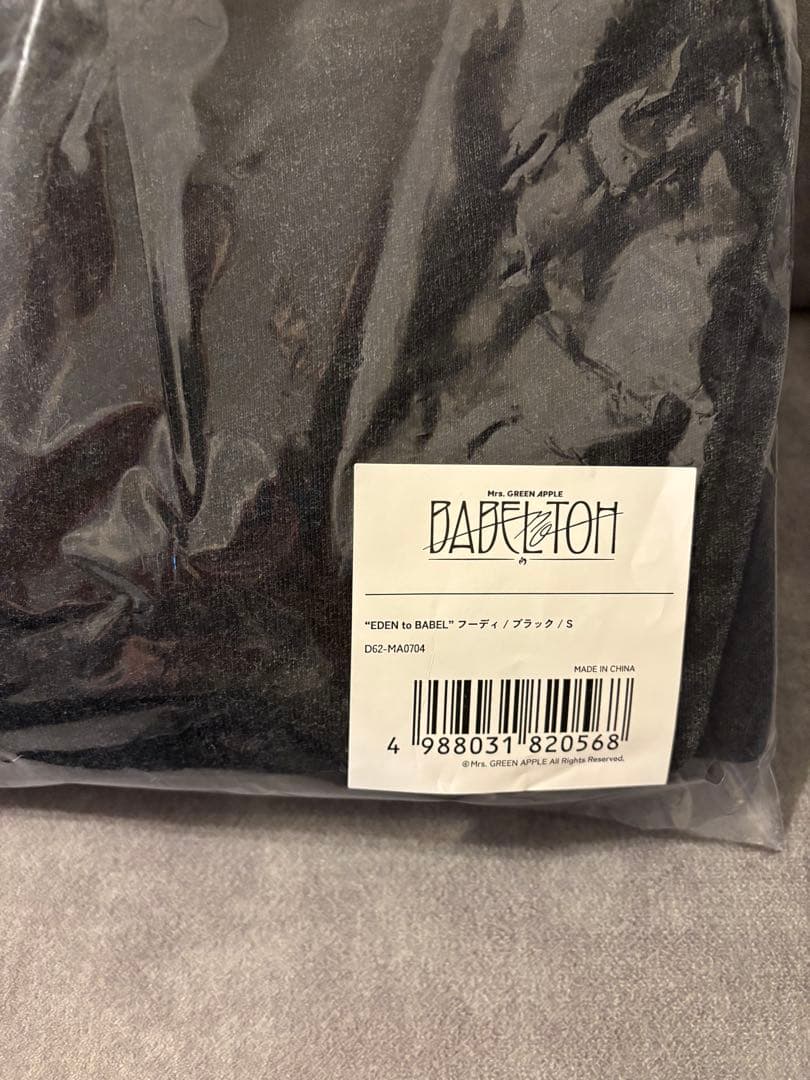 Mrs. GREEN APPLE
BABEL no TOH
“EDEN to BABEL” フーディ / ブラック / S
D62-MA0704
MADE IN CHINA
4 988031 820568
©Mrs. GREEN APPLE All Rights Reserved.